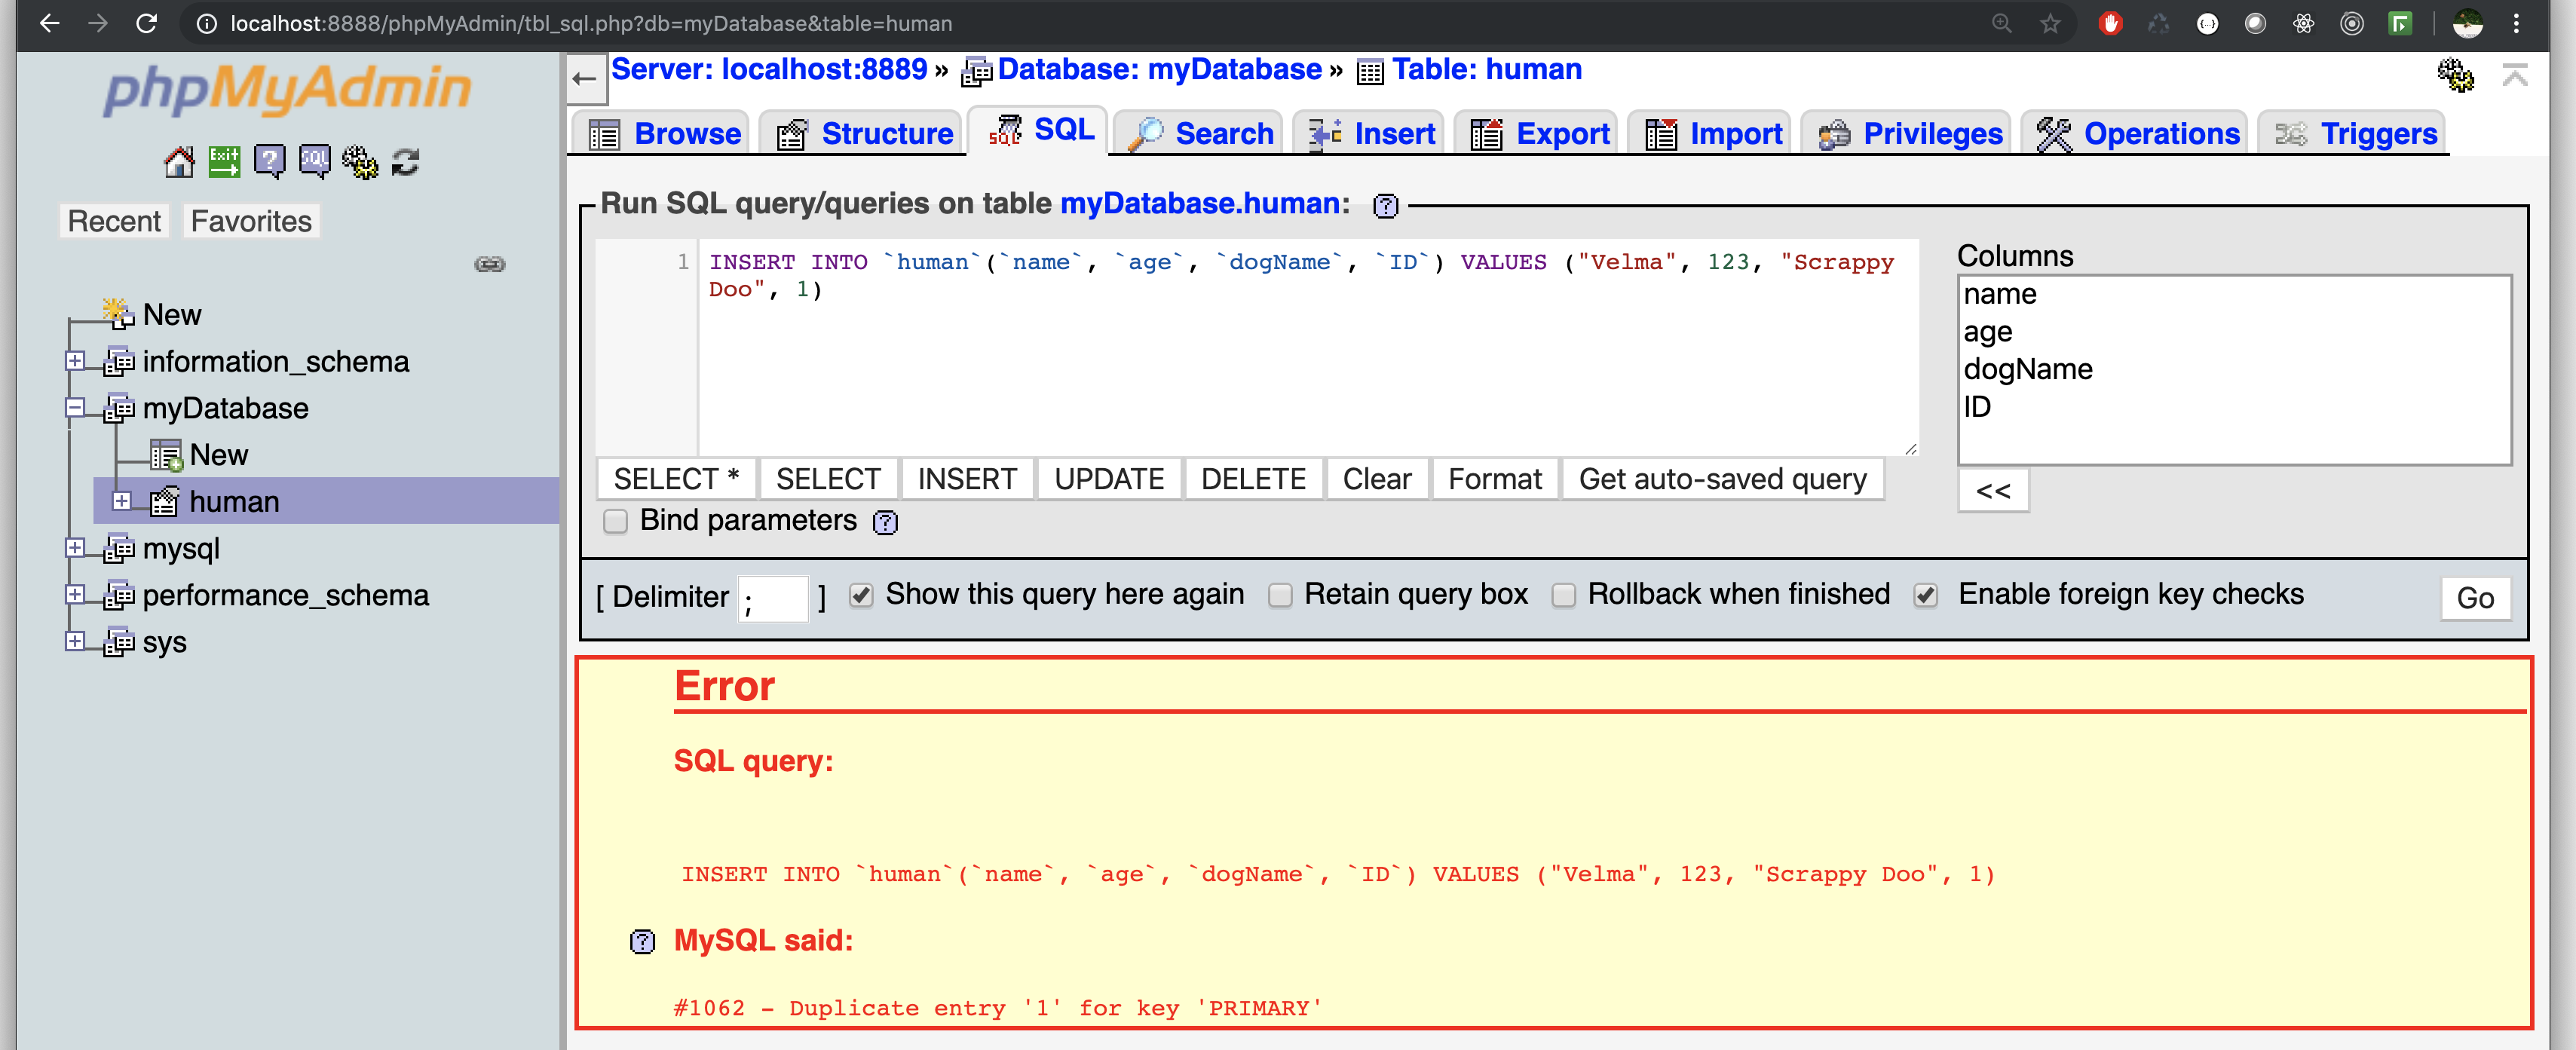 localhost:8888/phpMyAdmin/tbl_sql.php?db=myDatabase&table=human
phpMyAdmin
Exit
?
SQL
Recent
Favorites
New
information_schema
myDatabase
New
human
mysql
performance_schema
sys
Server: localhost:8889 » Database: myDatabase » Table: human
Browse
Structure
SQL
Search
Insert
Export
Import
Privileges
Operations
Triggers
Run SQL query/queries on table myDatabase.human:
1 INSERT INTO `human`(`name`, `age`, `dogName`, `ID`) VALUES ("Velma", 123, "Scrappy
Doo", 1)
Columns
name
age
dogName
ID
SELECT *
SELECT
INSERT
UPDATE
DELETE
Clear
Format
Get auto-saved query
<<
Bind parameters
[ Delimiter ; ] Show this query here again Retain query box Rollback when finished Enable foreign key checks
Go
Error
SQL query:
INSERT INTO `human`(`name`, `age`, `dogName`, `ID`) VALUES ("Velma", 123, "Scrappy Doo", 1)
MySQL said:
#1062 - Duplicate entry '1' for key 'PRIMARY'